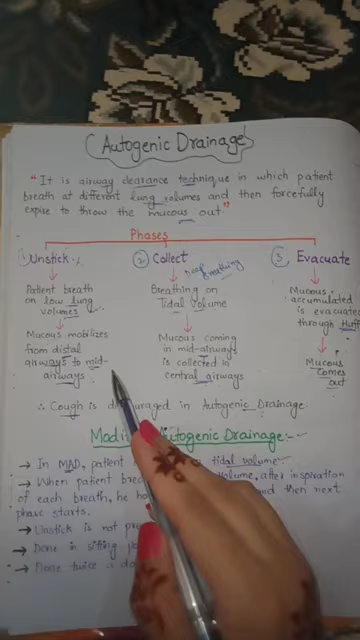 Autogenic Drainage
"It is airway clearance technique in which patient
breath at different lung volumes and then forcefully
expire to throw the mucous out"
Phases
① Unstick :-
Patient breath
on low lung
volumes
Mucous mobilizes
from distal
airways to mid-
airways
② Collect
Deep Breathing
Breathing on
Tidal Volume
Mucous coming
in mid-airways
is collected in
central airways
③ Evacuate
Mucous
accumulated
is evacuated
through Huff
Mucous comes
out
∴ Cough is discouraged in Autogenic Drainage
Autogenic Drainage:-
→ In MAD, patient tidal volume
→ When patient volume, after inspiration
of each breath, he and then next
phase starts.
→ Unstick is not
→ Done in sitting
→ Done twice a